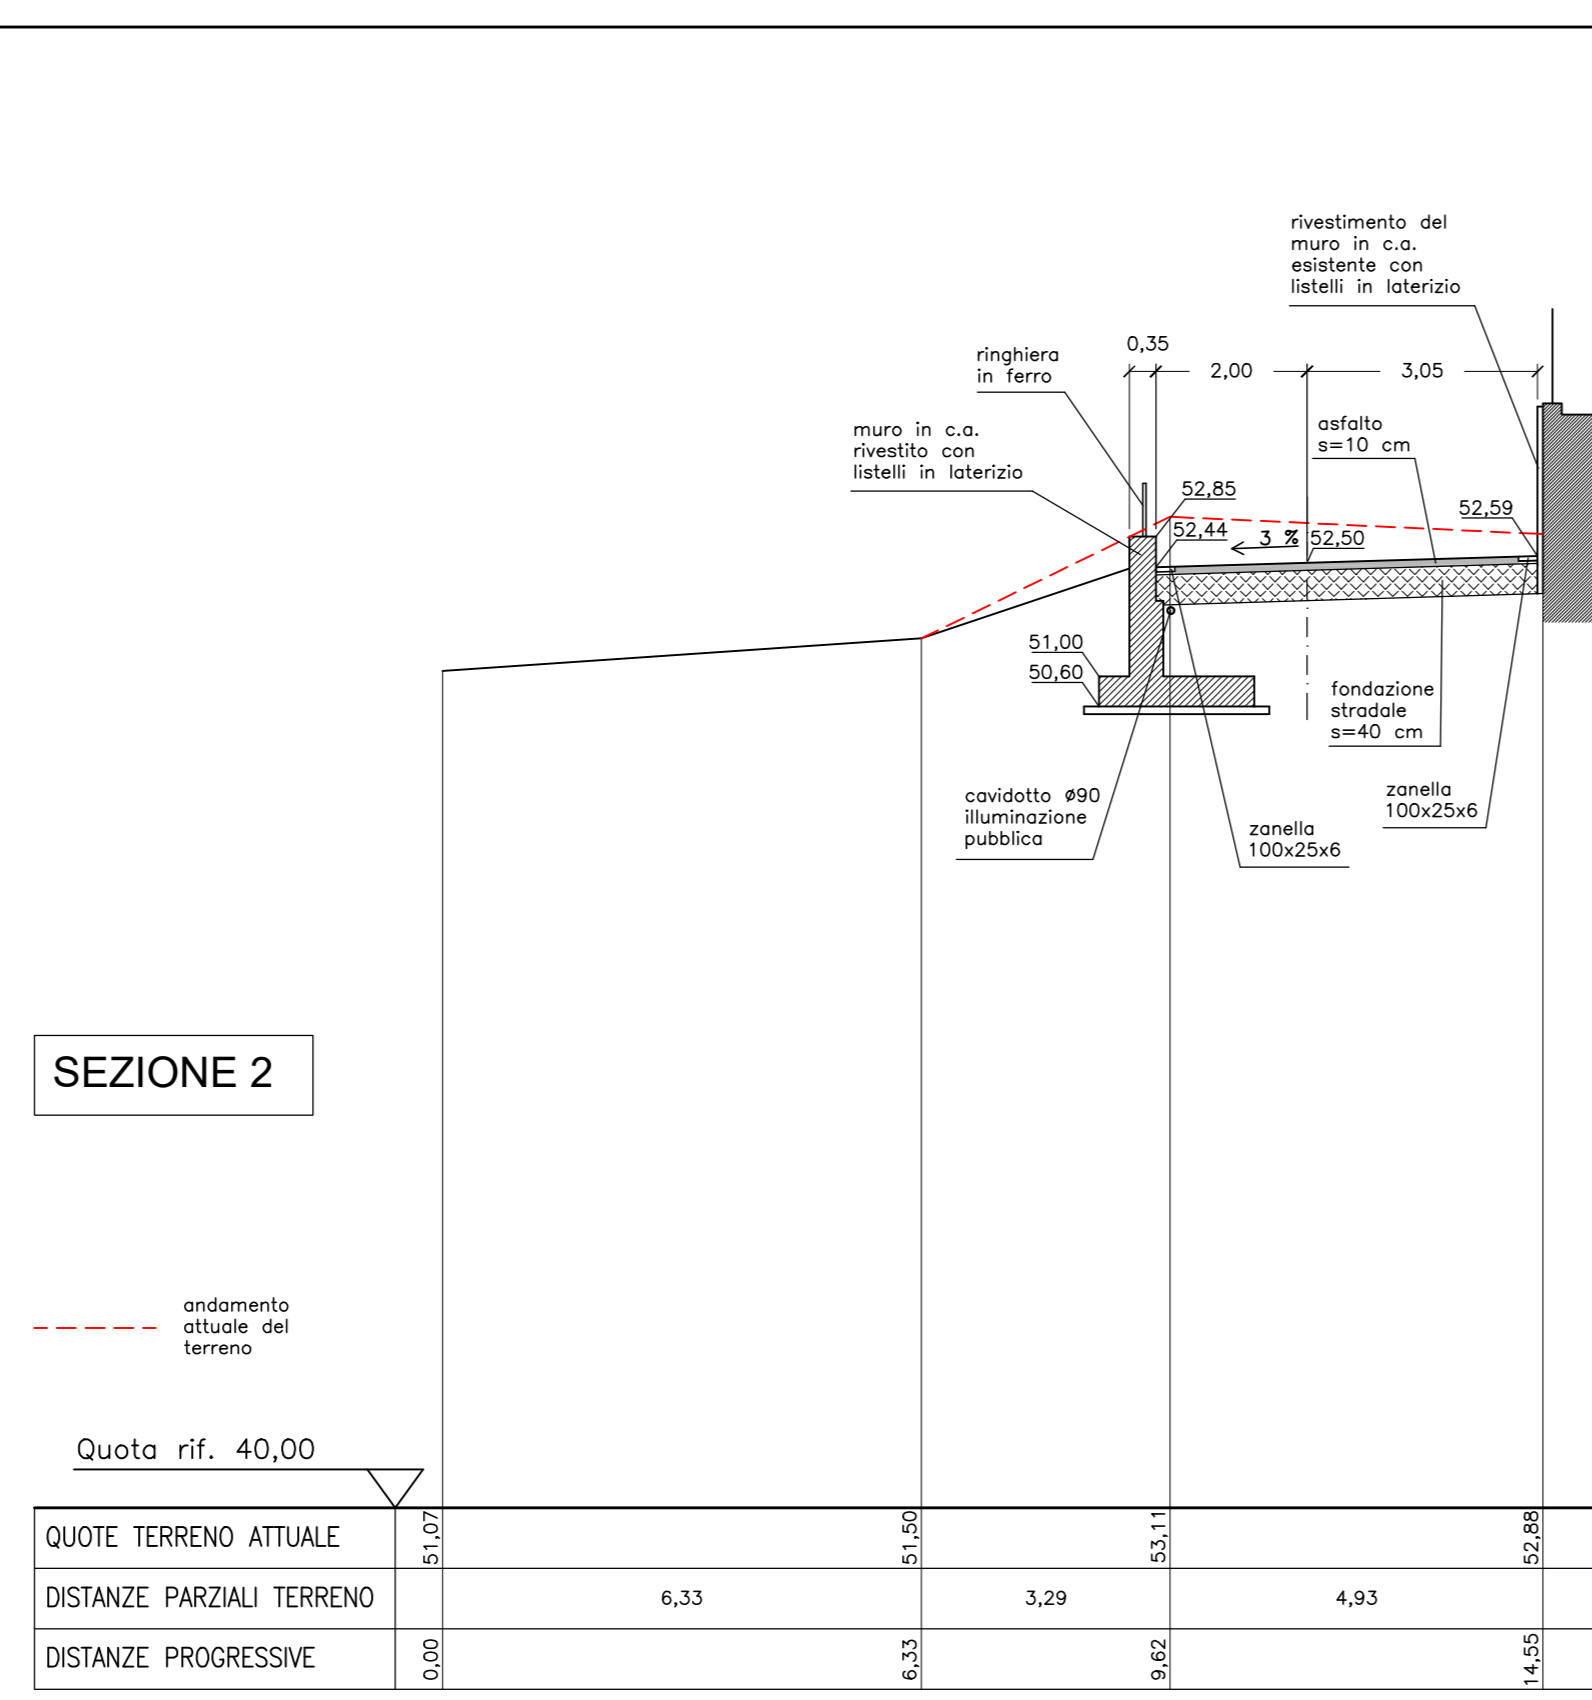 rivestimento del
muro in c.a.
esistente con
listelli in laterizio
0,35
ringhiera
in ferro
2,00
3,05
muro in c.a.
rivestito con
listelli in laterizio
asfalto
s=10 cm
52,85
52,59
52,44
3 %
52,50
51,00
50,60
fondazione
stradale
s=40 cm
cavidotto ø90
illuminazione
pubblica
zanella
100x25x6
zanella
100x25x6
SEZIONE 2
andamento
attuale del
terreno
Quota rif. 40,00
QUOTE TERRENO ATTUALE 51,07 51,50 53,11 52,88
DISTANZE PARZIALI TERRENO 6,33 3,29 4,93
DISTANZE PROGRESSIVE 0,00 6,33 9,62 14,55